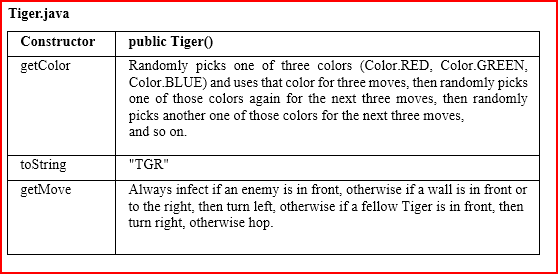 Tiger.java
Constructor public Tiger()
getColor Randomly picks one of three colors (Color.RED, Color.GREEN,
Color.BLUE) and uses that color for three moves, then randomly picks
one of those colors again for the next three moves, then randomly
picks another one of those colors for the next three moves,
and so on.
toString "TGR"
getMove Always infect if an enemy is in front, otherwise if a wall is in front or
to the right, then turn left, otherwise if a fellow Tiger is in front, then
turn right, otherwise hop.